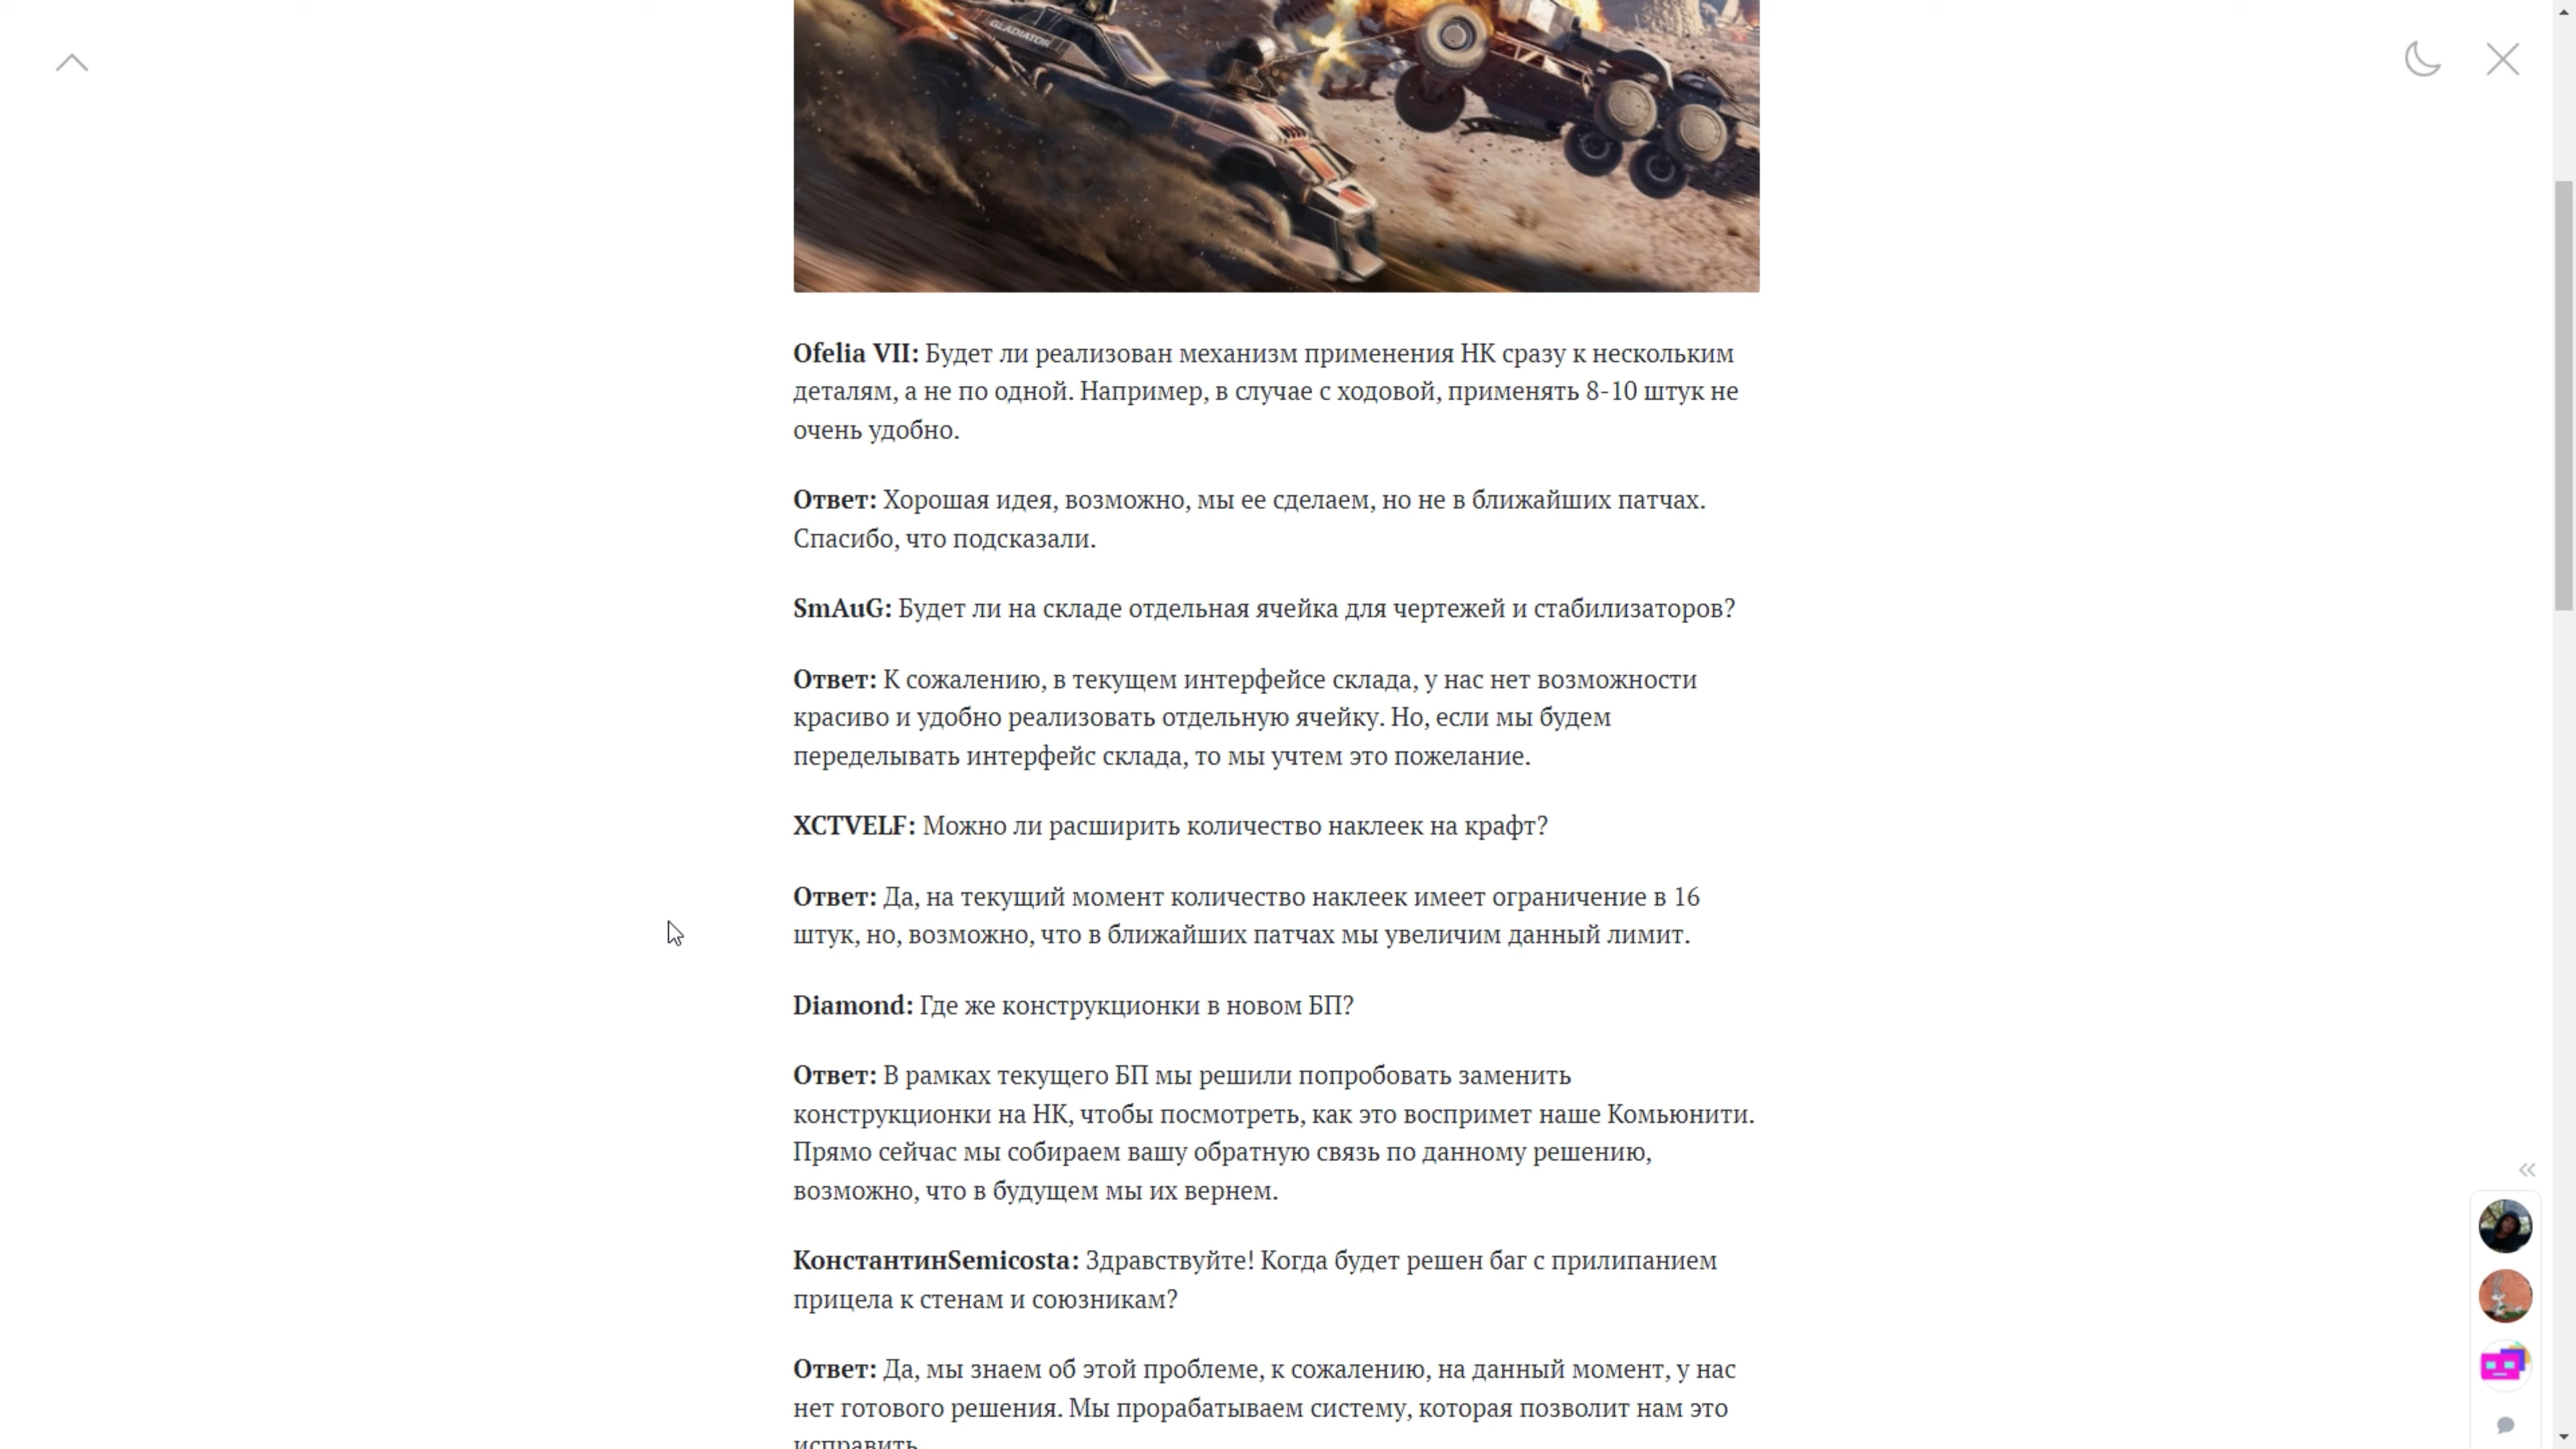 GLADIATOR
Ofelia VII: Будет ли реализован механизм применения НК сразу к нескольким
деталям, а не по одной. Например, в случае с ходовой, применять 8-10 штук не
очень удобно.
Ответ: Хорошая идея, возможно, мы ее сделаем, но не в ближайших патчах.
Спасибо, что подсказали.
SmAuG: Будет ли на складе отдельная ячейка для чертежей и стабилизаторов?
Ответ: К сожалению, в текущем интерфейсе склада, у нас нет возможности
красиво и удобно реализовать отдельную ячейку. Но, если мы будем
переделывать интерфейс склада, то мы учтем это пожелание.
XCTVELF: Можно ли расширить количество наклеек на крафт?
Ответ: Да, на текущий момент количество наклеек имеет ограничение в 16
штук, но, возможно, что в ближайших патчах мы увеличим данный лимит.
Diamond: Где же конструкционки в новом БП?
Ответ: В рамках текущего БП мы решили попробовать заменить
конструкционки на НК, чтобы посмотреть, как это воспримет наше Комьюнити.
Прямо сейчас мы собираем вашу обратную связь по данному решению,
возможно, что в будущем мы их вернем.
КонстантинSemicosta: Здравствуйте! Когда будет решен баг с прилипанием
прицела к стенам и союзникам?
Ответ: Да, мы знаем об этой проблеме, к сожалению, на данный момент, у нас
нет готового решения. Мы прорабатываем систему, которая позволит нам это
исправить.